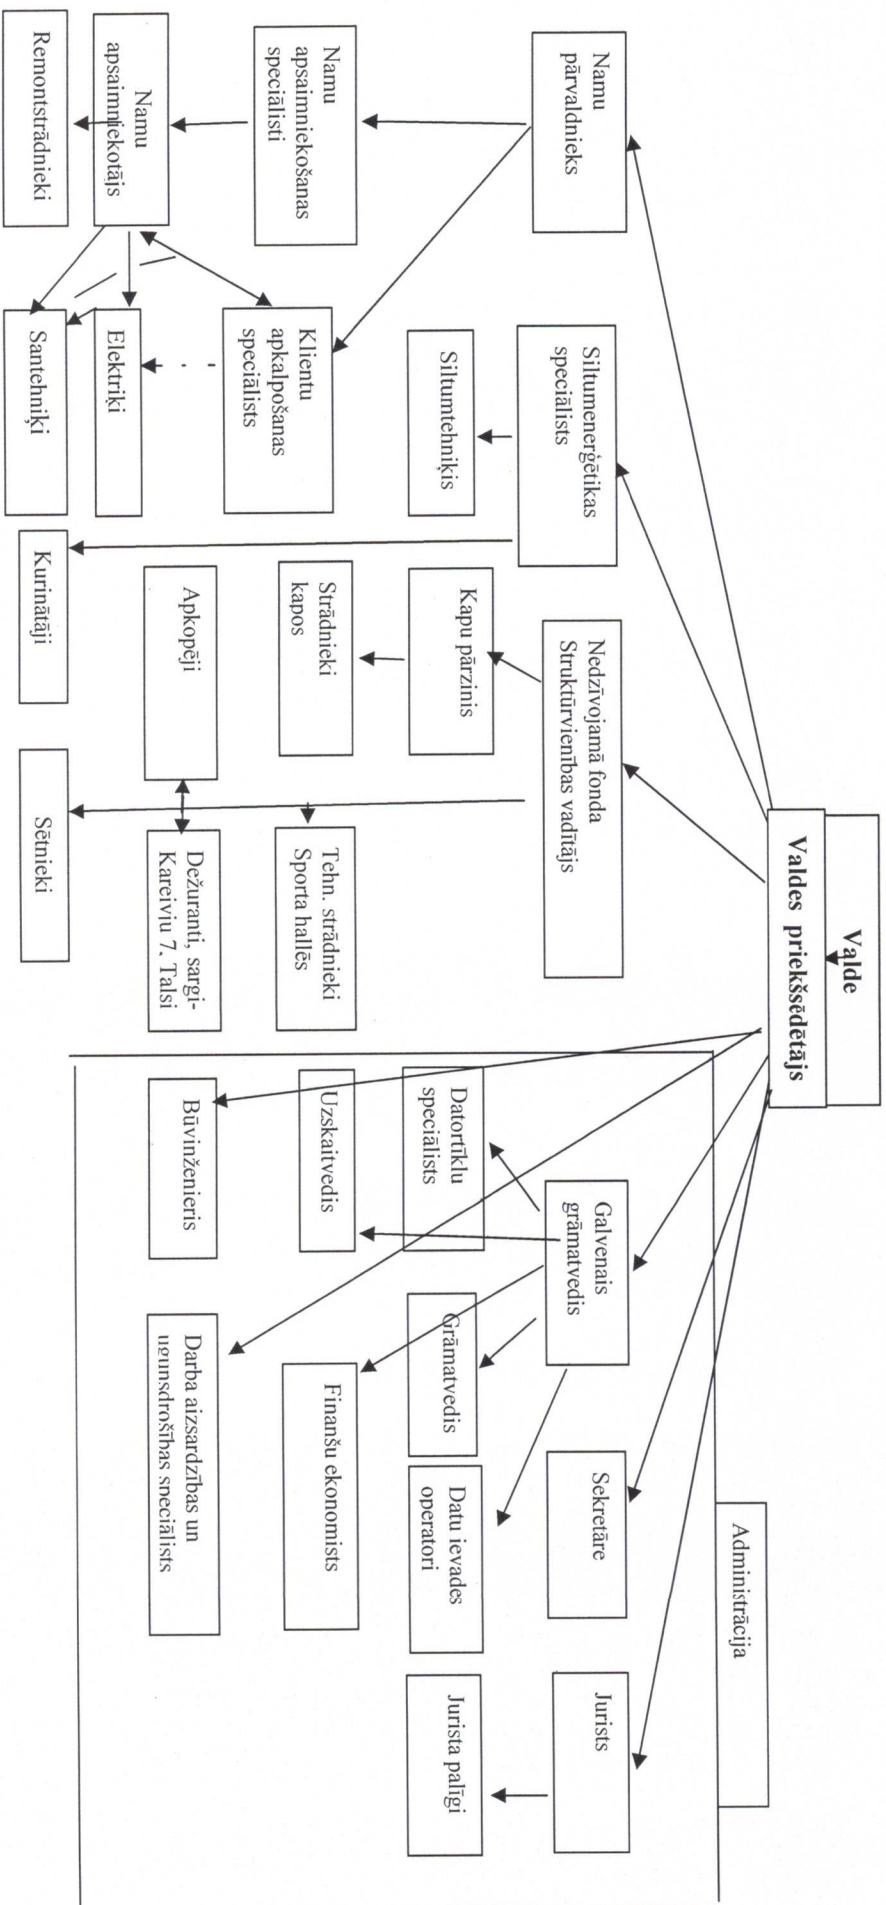 Valde
Valdes priekšsēdētājs
Administrācija
Namu
pārvaldnieks
Siltumenerģētikas
speciālists
Nedzīvojamā fonda
Struktūrvienības vadītājs
Galvenais
grāmatvedis
Sekretāre
Jurists
Namu
apsaimniekošanas
speciālisti
Klientu
apkalpošanas
speciālists
Siltumtehniķis
Kapu pārzinis
Strādnieki
kapos
Tehn. strādnieki
Sporta hallēs
Datortīklu
speciālists
Uzskaitvedis
Grāmatvedis
Finanšu ekonomists
Datu ievades
operatori
Jurista palīgi
Namu
apsaimniekotājs
Elektriķi
Apkopēji
Dežuranti, sargi-
Kareivju 7. Talsi
Būvinženieris
Darba aizsardzības un
ugunsdrošības speciālists
Remontstrādnieki
Santehniķi
Kurinātāji
Sētnieki